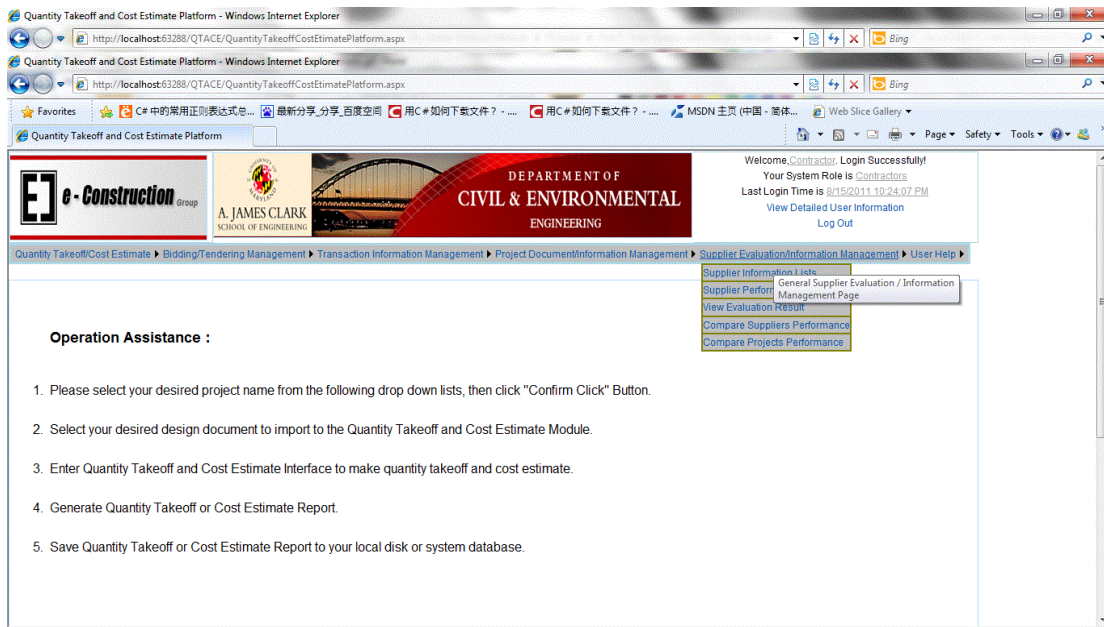 Quantity Takeoff and Cost Estimate Platform - Windows Internet Explorer
http://localhost:63288/QTACE/QuantityTakeoffCostEtimatePlatform.aspx
Bing
Quantity Takeoff and Cost Estimate Platform - Windows Internet Explorer
http://localhost:63288/QTACE/QuantityTakeoffCostEtimatePlatform.aspx
Bing
Favorites C# 中的常用正则表达式总... 最新分享_分享_百度空间 用C#如何下载文件？- .... 用C#如何下载文件？- .... MSDN 主页 (中国 - 简体... Web Slice Gallery
Quantity Takeoff and Cost Estimate Platform
Page Safety Tools
e - Construction Group
UNIVERSITY OF MARYLAND
A. JAMES CLARK
SCHOOL OF ENGINEERING
DEPARTMENT OF
CIVIL & ENVIRONMENTAL
ENGINEERING
Welcome,Contractor. Login Successfully!
Your System Role is Contractors
Last Login Time is 8/15/2011 10:24:07 PM
View Detailed User Information
Log Out
Quantity Takeoff/Cost Estimate Bidding/Tendering Management Transaction Information Management Project Document/Information Management Supplier Evaluation/Information Management User Help
Supplier Information Lists
Supplier Perfor
View Evaluation Result
Compare Suppliers Performance
Compare Projects Performance
General Supplier Evaluation / Information
Management Page
Operation Assistance：
1. Please select your desired project name from the following drop down lists, then click "Confirm Click" Button.
2. Select your desired design document to import to the Quantity Takeoff and Cost Estimate Module.
3. Enter Quantity Takeoff and Cost Estimate Interface to make quantity takeoff and cost estimate.
4. Generate Quantity Takeoff or Cost Estimate Report.
5. Save Quantity Takeoff or Cost Estimate Report to your local disk or system database.